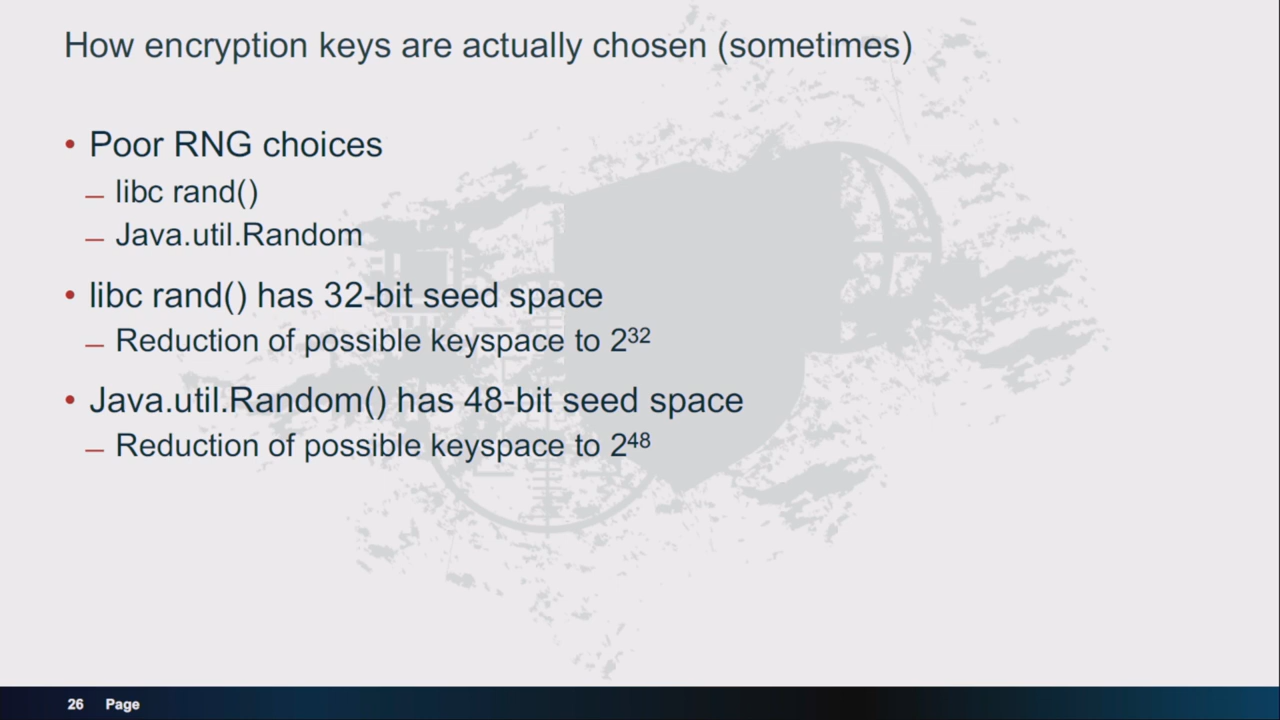 How encryption keys are actually chosen (sometimes)
• Poor RNG choices
– libc rand()
– Java.util.Random
• libc rand() has 32-bit seed space
– Reduction of possible keyspace to 2³²
• Java.util.Random() has 48-bit seed space
– Reduction of possible keyspace to 2⁴⁸
26 Page